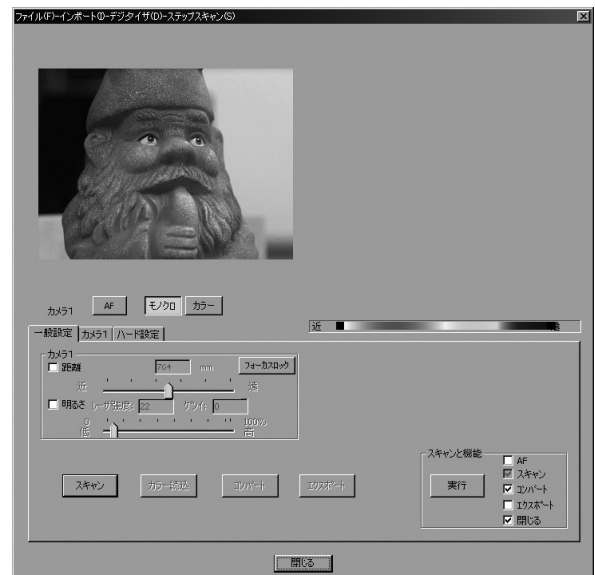 ファイル(F)-インポート(I)-デジタイザ(D)-ステップスキャン(S)
カメラ1 AF モノクロ カラー
近 遠
一般設定 カメラ1 ハード設定
カメラ1
距離 764 mm フォーカスロック
近 遠
明るさ レーザ強度: 22 ゲイン: 0
0 100%
低 高
スキャンと機能
AF
スキャン カラー読込 コンバート エクスポート 実行 スキャン
コンバート
エクスポート
閉じる
閉じる